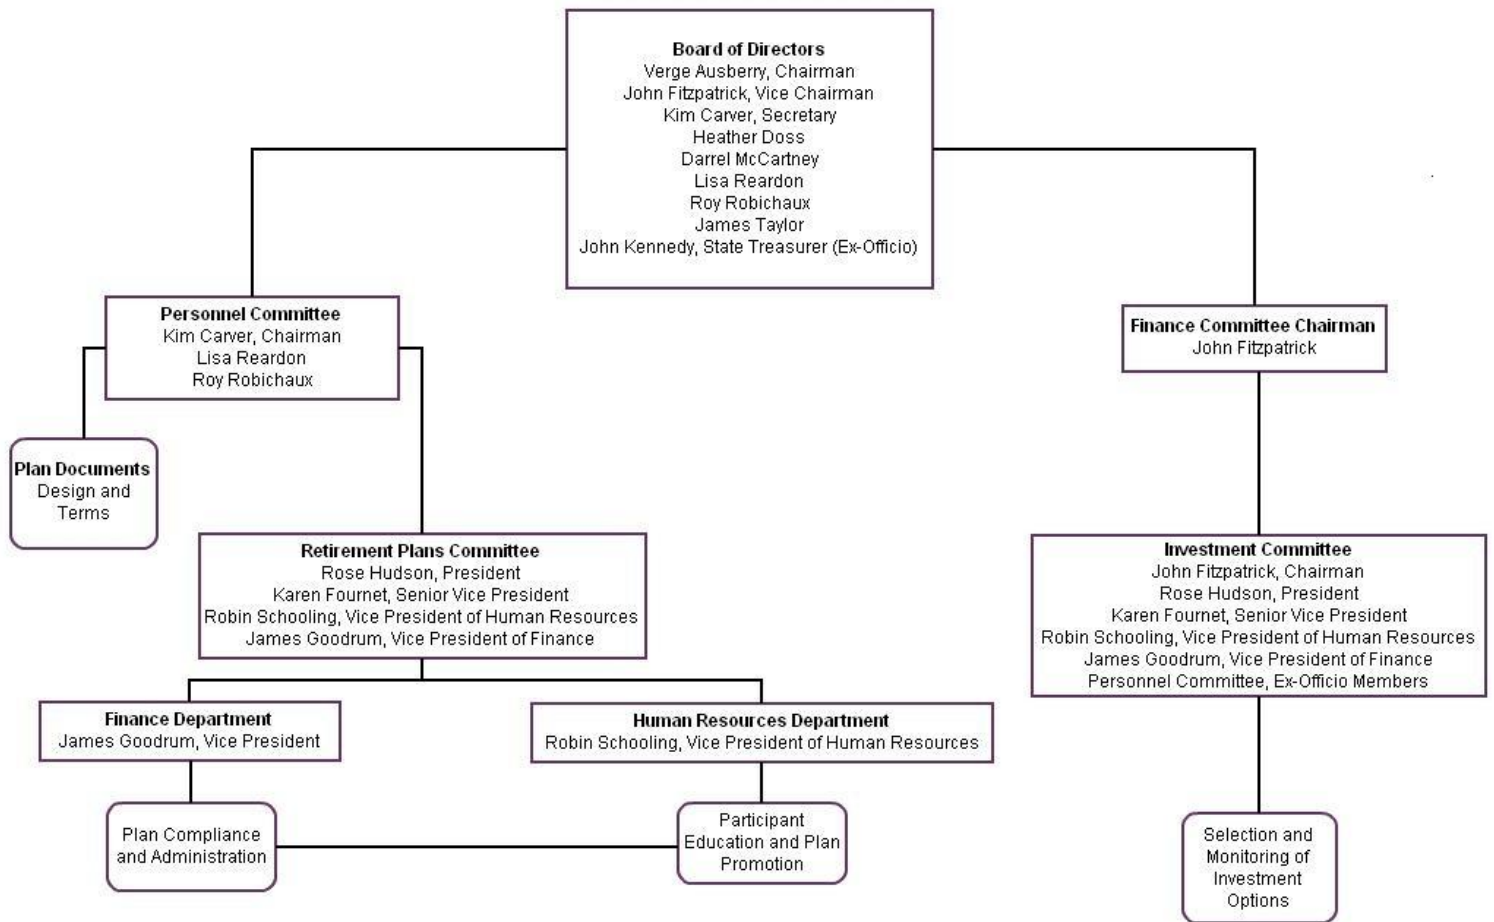 Board of Directors
Verge Ausberry, Chairman
John Fitzpatrick, Vice Chairman
Kim Carver, Secretary
Heather Doss
Darrel McCartney
Lisa Reardon
Roy Robichaux
James Taylor
John Kennedy, State Treasurer (Ex-Officio)
Personnel Committee
Kim Carver, Chairman
Lisa Reardon
Roy Robichaux
Finance Committee Chairman
John Fitzpatrick
Plan Documents
Design and
Terms
Retirement Plans Committee
Rose Hudson, President
Karen Fournet, Senior Vice President
Robin Schooling, Vice President of Human Resources
James Goodrum, Vice President of Finance
Investment Committee
John Fitzpatrick, Chairman
Rose Hudson, President
Karen Fournet, Senior Vice President
Robin Schooling, Vice President of Human Resources
James Goodrum, Vice President of Finance
Personnel Committee, Ex-Officio Members
Finance Department
James Goodrum, Vice President
Human Resources Department
Robin Schooling, Vice President of Human Resources
Plan Compliance
and Administration
Participant
Education and Plan
Promotion
Selection and
Monitoring of
Investment
Options